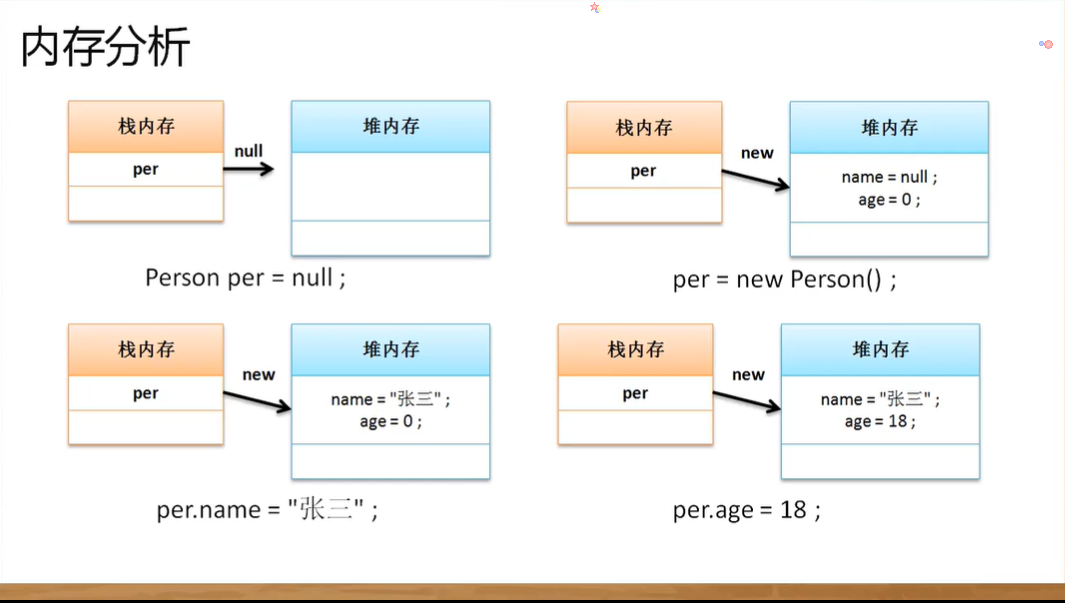 内存分析
栈内存
null
堆内存
per
Person per = null ;
栈内存
new
堆内存
per
name = null ;
age = 0 ;
per = new Person() ;
栈内存
new
堆内存
per
name = "张三" ;
age = 0 ;
per.name = "张三" ;
栈内存
new
堆内存
per
name = "张三" ;
age = 18 ;
per.age = 18 ;